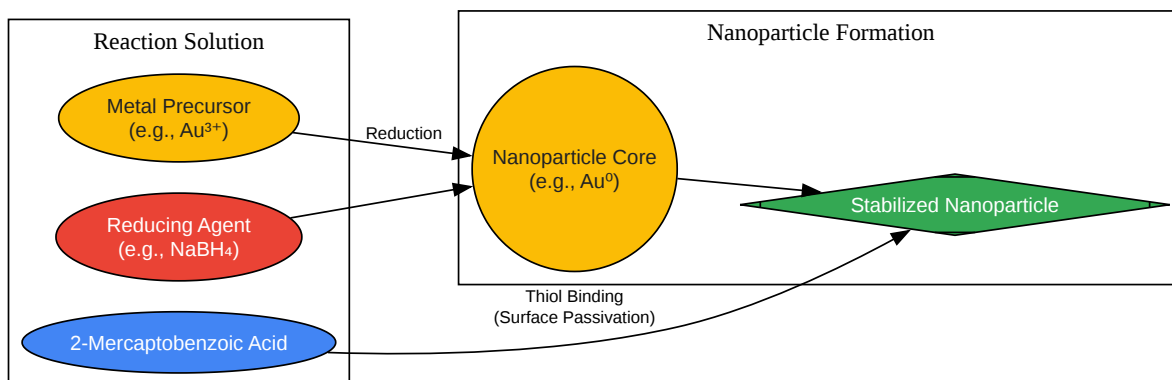 Reaction Solution
Metal Precursor
(e.g., Au³⁺)
Reducing Agent
(e.g., NaBH₄)
2-Mercaptobenzoic Acid
Reduction
Nanoparticle Formation
Nanoparticle Core
(e.g., Au⁰)
Stabilized Nanoparticle
Thiol Binding
(Surface Passivation)